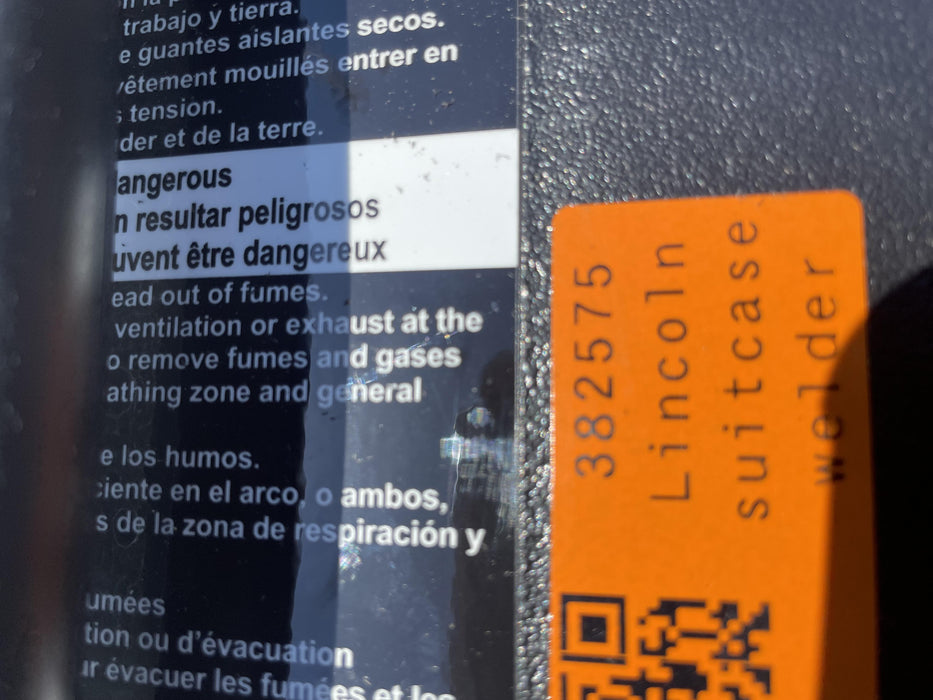 trabajo y tierra.
e guantes aislantes secos.
vêtement mouillés entrer en
s tension.
der et de la terre.
angerous
n resultar peligrosos
uvent être dangereux
ead out of fumes.
ventilation or exhaust at the
o remove fumes and gases
athing zone and general
e los humos.
ciente en el arco, o ambos,
s de la zona de respiración y
umées
tion ou d'évacuation
ur évacuer les fumées et les
382575
Lincoln
suitcase
welder